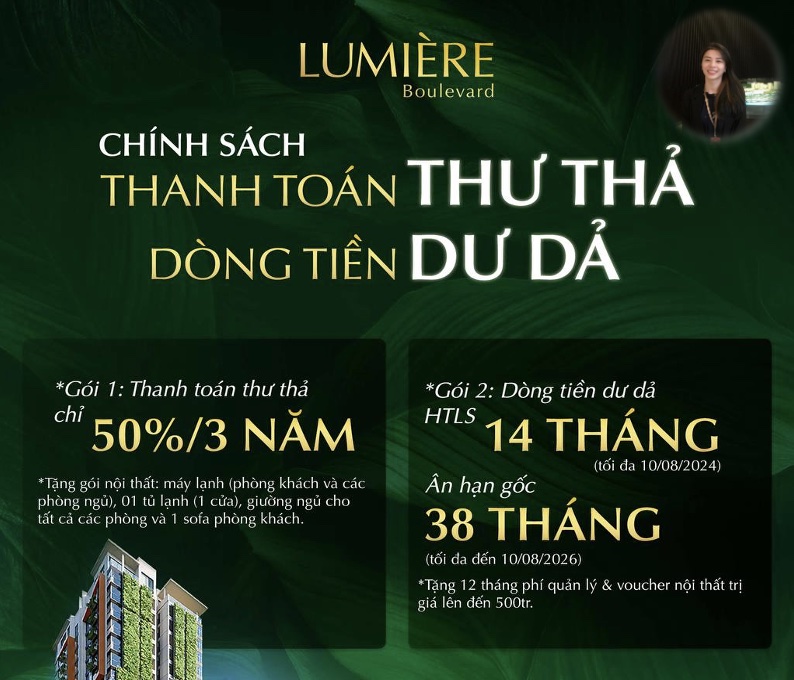 LUMIÈRE
Boulevard
CHÍNH SÁCH
THANH TOÁN THƯ THẢ
DÒNG TIỀN DƯ DẢ
*Gói 1: Thanh toán thư thả
chỉ 50%/3 NĂM
*Tặng gói nội thất: máy lạnh (phòng khách và các
phòng ngủ), 01 tủ lạnh (1 cửa), giường ngủ cho
tất cả các phòng và 1 sofa phòng khách.
*Gói 2: Dòng tiền dư dả
HTLS 14 THÁNG
(tối đa 10/08/2024)
Ân hạn gốc
38 THÁNG
(tối đa đến 10/08/2026)
*Tặng 12 tháng phí quản lý & voucher nội thất trị
giá lên đến 500tr.